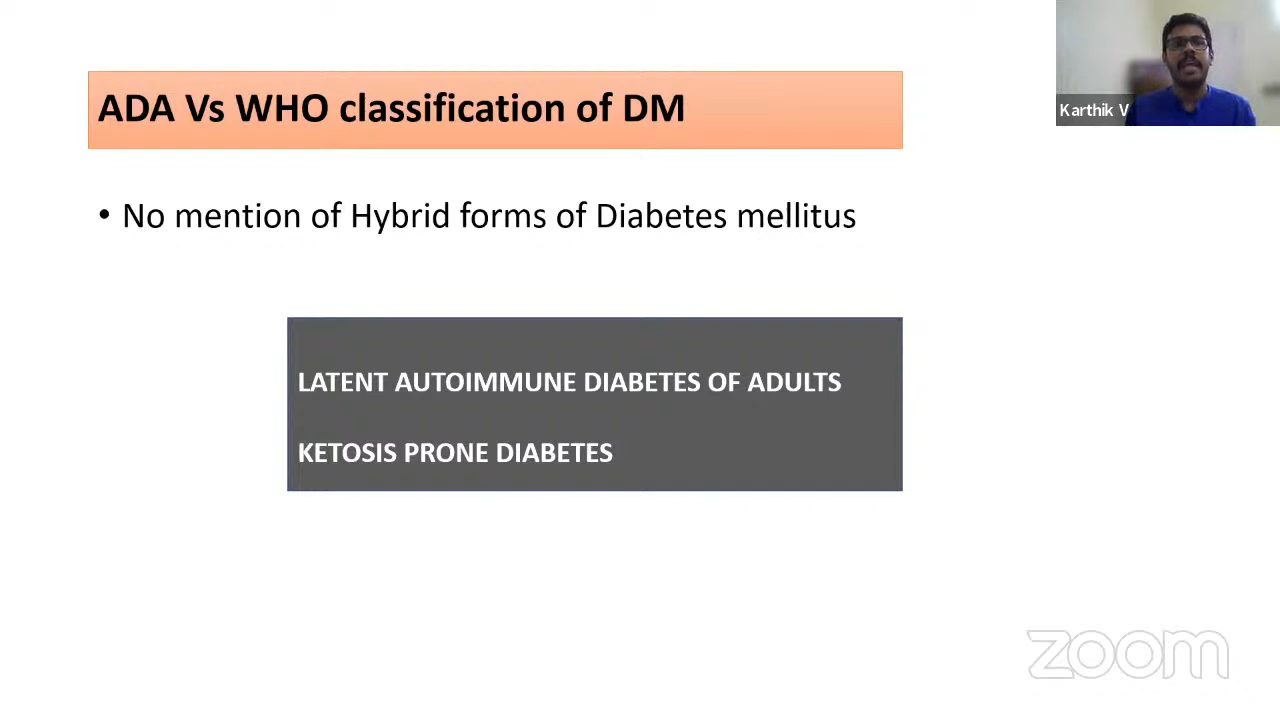 ADA Vs WHO classification of DM
Karthik V
• No mention of Hybrid forms of Diabetes mellitus
LATENT AUTOIMMUNE DIABETES OF ADULTS
KETOSIS PRONE DIABETES
zoom